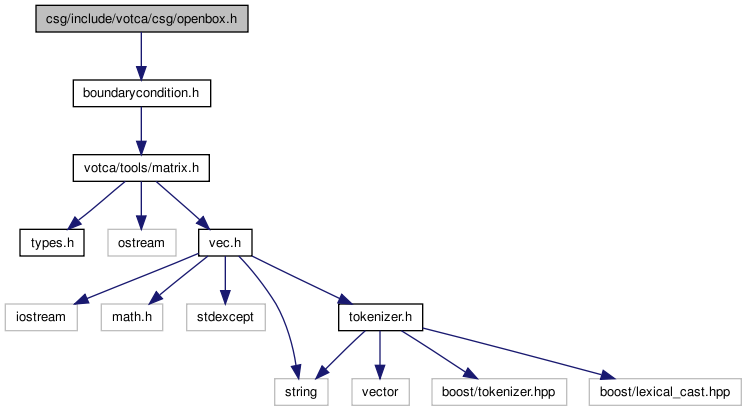 csg/include/votca/csg/openbox.h
boundarycondition.h
votca/tools/matrix.h
types.h
ostream
vec.h
iostream
math.h
stdexcept
tokenizer.h
string
vector
boost/tokenizer.hpp
boost/lexical_cast.hpp